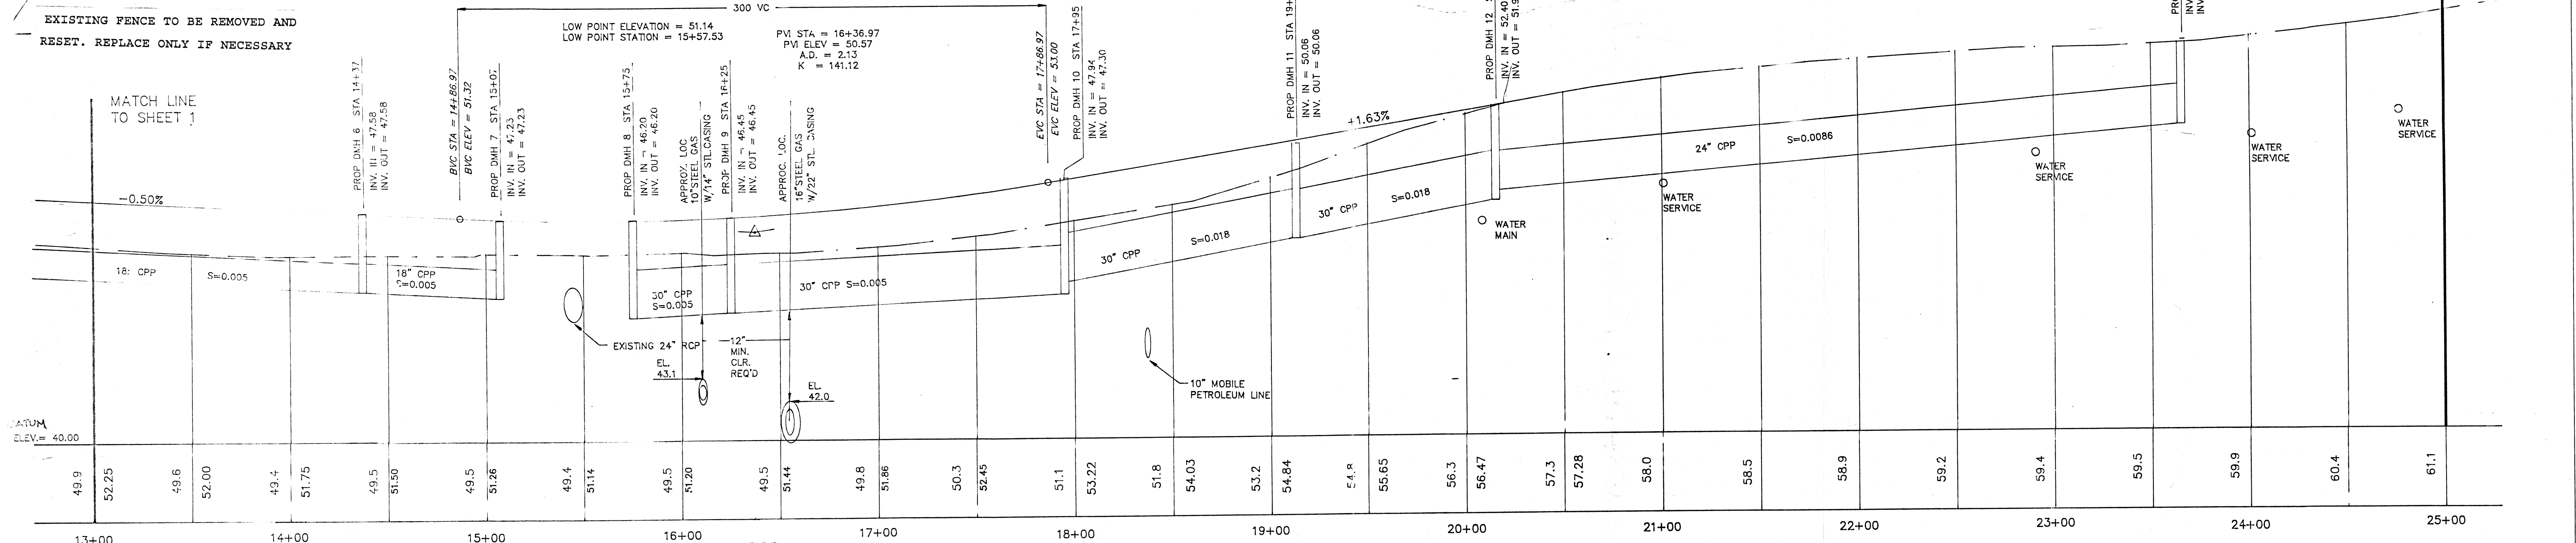 EXISTING FENCE TO BE REMOVED AND
RESET. REPLACE ONLY IF NECESSARY
MATCH LINE
TO SHEET 1
300 VC
LOW POINT ELEVATION = 51.14
LOW POINT STATION = 15+57.53
PVI STA = 16+36.97
PVI ELEV = 50.57
A.D. = 2.13
K = 141.12
-0.50%
PROP DMH 6 STA 14+37
INV. IN = 47.58
INV. OUT = 47.58
BVC STA = 14+86.97
BVC ELEV = 51.32
PROP DMH 7 STA 15+07
INV. IN = 47.23
INV. OUT = 47.23
PROP DMH 8 STA 15+75
INV. IN = 46.20
INV. OUT = 46.20
APPROX. LOC.
10" STEEL GAS
W/14" STL.CASING
PROP DMH 9 STA 16+25
INV. IN = 46.45
INV. OUT = 46.45
APPROC. LOC.
16" STEEL GAS
W/22" STL. CASING
EVC STA = 17+86.97
EVC ELEV = 53.00
PROP DMH 10 STA 17+95
INV. IN = 47.94
INV. OUT = 47.30
PROP DMH 11 STA 19+
INV. IN = 50.06
INV. OUT = 50.06
+1.63%
PROP DMH 12
INV. IN = 52.40
INV. OUT = 51.9
18: CPP
S=0.005
18" CPP
S=0.005
30" CPP
S=0.005
30" CPP S=0.005
30" CPP
S=0.018
30" CPP
S=0.018
24" CPP
S=0.0086
WATER
MAIN
WATER
SERVICE
WATER
SERVICE
WATER
SERVICE
WATER
SERVICE
EXISTING 24" RCP
12"
MIN.
CLR.
REQ'D
EL.
43.1
EL.
42.0
10" MOBILE
PETROLEUM LINE
ELEV.= 40.00
49.9 52.25 49.6 52.00 49.4 51.75 49.5 51.50 49.5 51.26 49.4 51.14 49.5 51.20 49.5 51.44 49.8 51.86 50.3 52.45 51.1 53.22 51.8 54.03 53.2 54.84 54.8 55.65 56.3 56.47 57.3 57.28 58.0 58.5 58.9 59.2 59.4 59.5 59.9 60.4 61.1
13+00 14+00 15+00 16+00 17+00 18+00 19+00 20+00 21+00 22+00 23+00 24+00 25+00